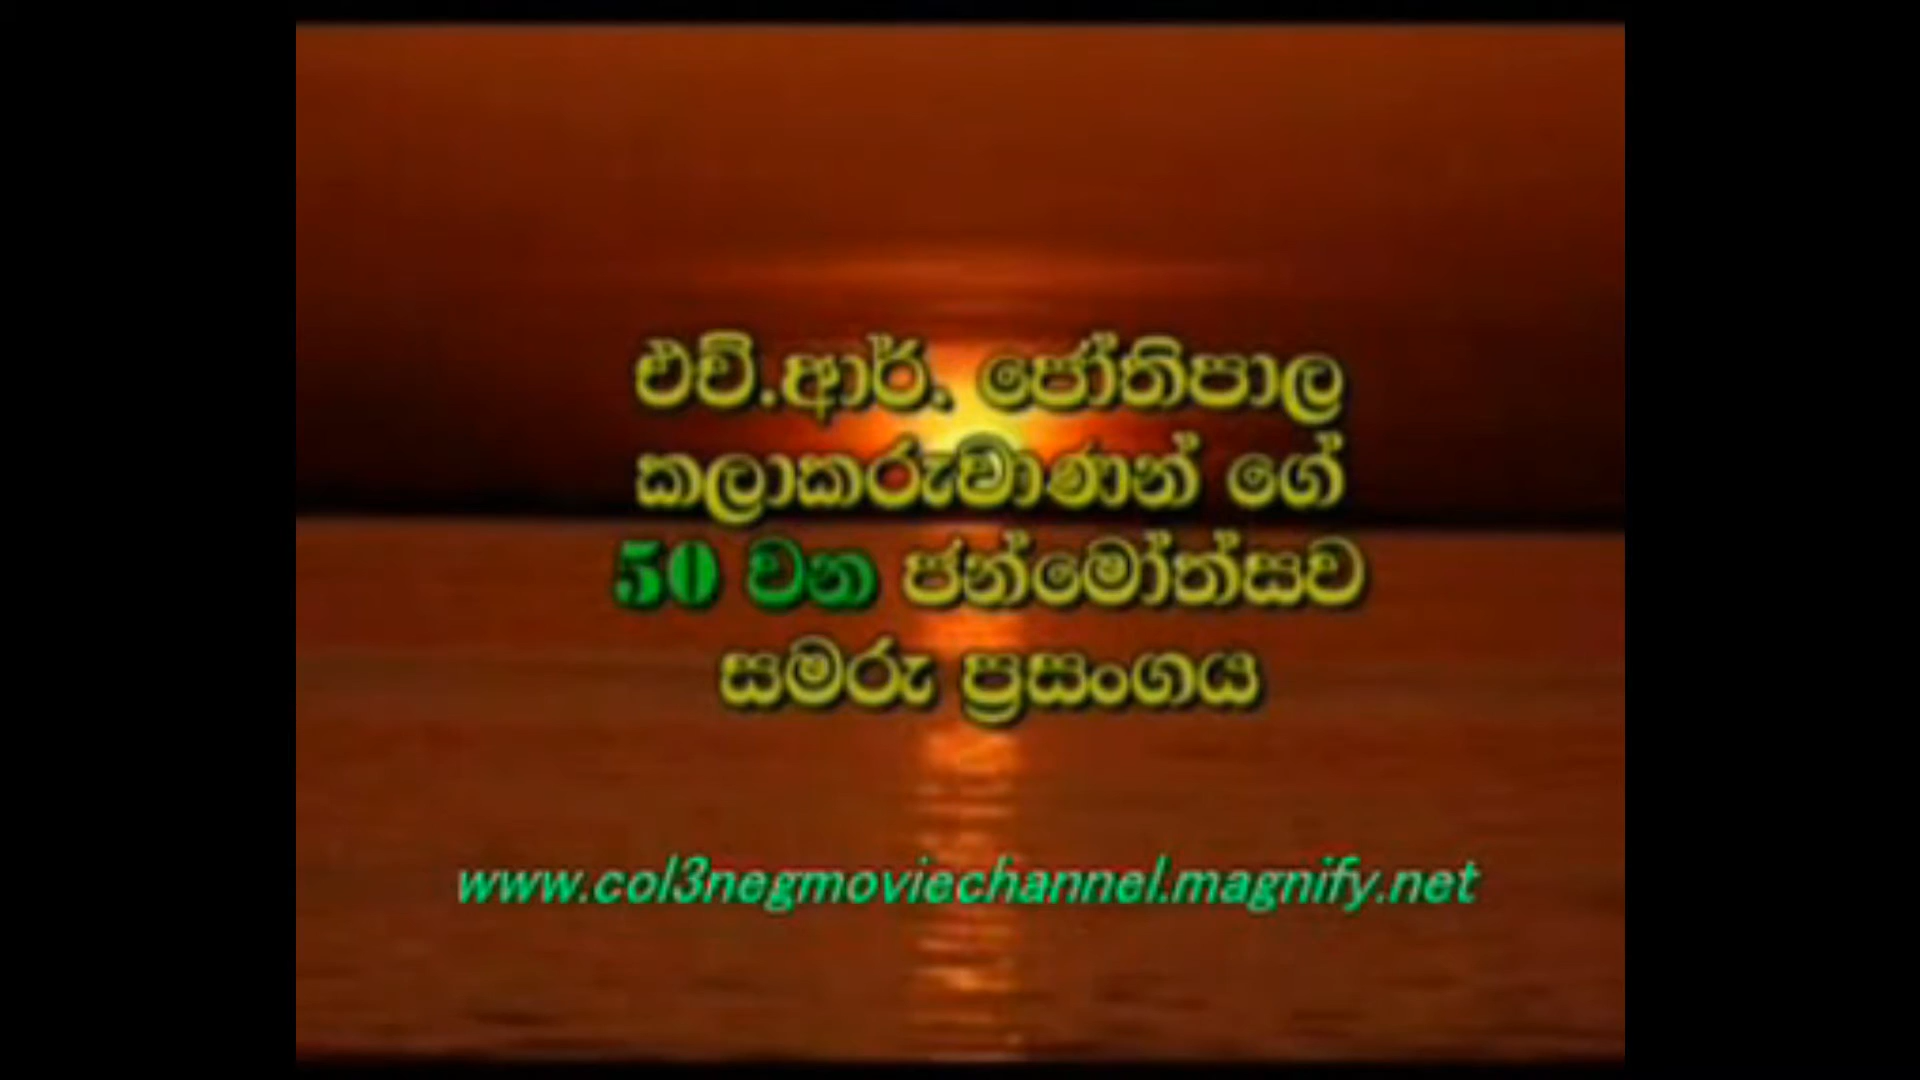 එච්.ආර්. ජෝතිපාල
කලාකරුවාණන් ගේ
50 වන ජන්මෝත්සව
සමරු ප්‍රසංගය
www.col3negmoviechannel.magnify.net